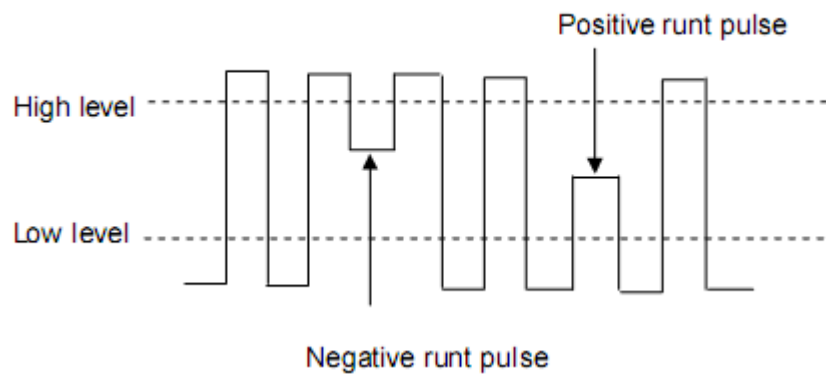 Positive runt pulse
High level
Low level
Negative runt pulse